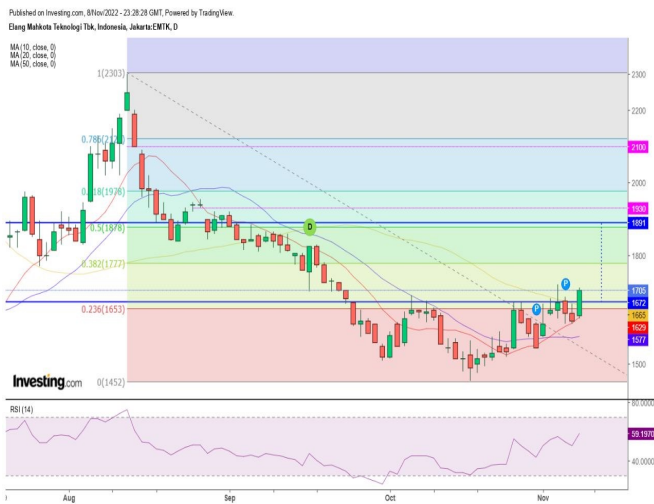 Published on Investing.com, 8/Nov/2022 - 23:28:28 GMT, Powered by TradingView.
Elang Mahkota Teknologi Tbk, Indonesia, Jakarta:EMTK, D
MA (10, close, 0)
MA (20, close, 0)
MA (50, close, 0)
1(2303)
2300
2200
2100
2000
0.618(1978)
1930
D
1891
0.5(1878)
1800
0.382(1777)
P
1705
P
1672
0.236(1653)
1665
1629
1577
1500
Investing.com
0(1452)
RSI (14)
80.0000
59.1970
40.0000
Aug
Sep
Oct
Nov